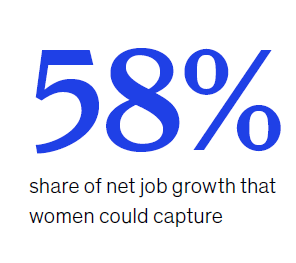 58%
share of net job growth that
women could capture